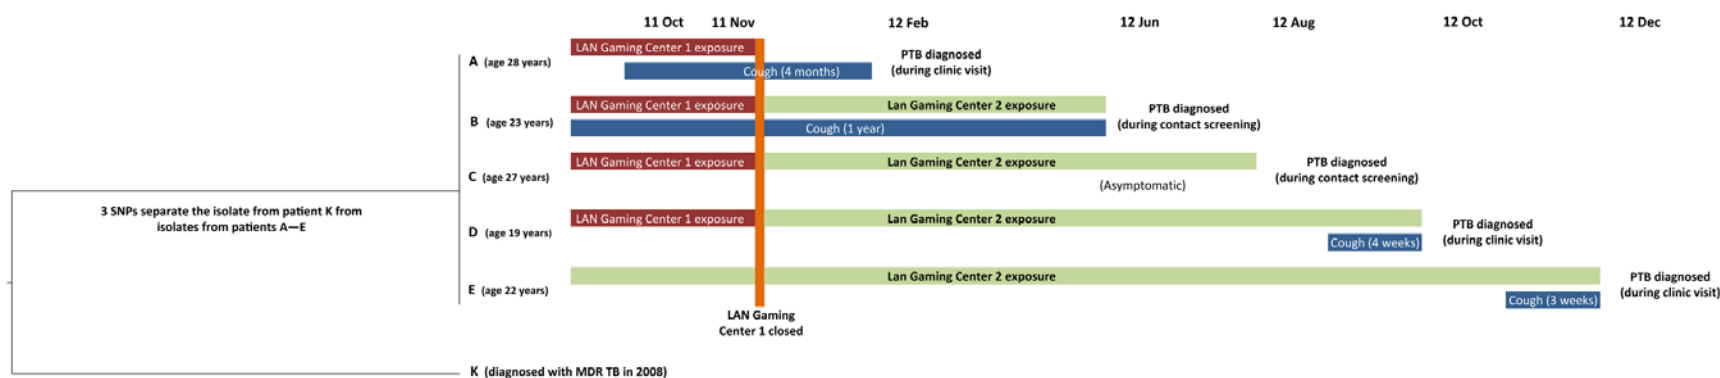 11 Oct 11 Nov 12 Feb 12 Jun 12 Aug 12 Oct 12 Dec
LAN Gaming Center 1 exposure
A (age 28 years)
Cough (4 months)
PTB diagnosed
(during clinic visit)
LAN Gaming Center 1 exposure Lan Gaming Center 2 exposure
B (age 23 years)
Cough (1 year)
PTB diagnosed
(during contact screening)
LAN Gaming Center 1 exposure Lan Gaming Center 2 exposure
C (age 27 years)
(Asymptomatic)
PTB diagnosed
(during contact screening)
3 SNPs separate the isolate from patient K from
isolates from patients A—E
LAN Gaming Center 1 exposure Lan Gaming Center 2 exposure
D (age 19 years)
Cough (4 weeks)
PTB diagnosed
(during clinic visit)
Lan Gaming Center 2 exposure
E (age 22 years)
Cough (3 weeks)
PTB diagnosed
(during clinic visit)
LAN Gaming
Center 1 closed
K (diagnosed with MDR TB in 2008)